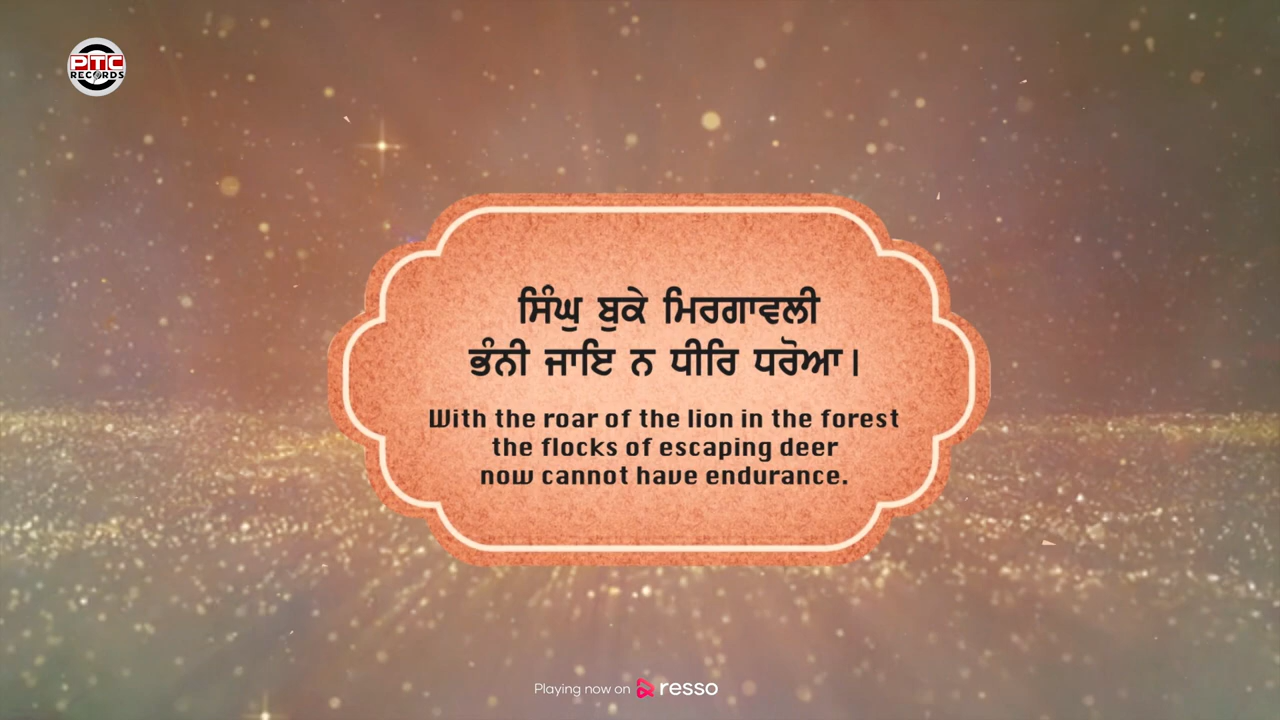 PTC
RECORDS
ਸਿੰਘੁ ਬੁਕੇ ਮਿਰਗਾਵਲੀ
ਭੰਨੀ ਜਾਇ ਨ ਧੀਰਿ ਧਰੋਆ।
With the roar of the lion in the forest
the flocks of escaping deer
now cannot have endurance.
Playing now on resso